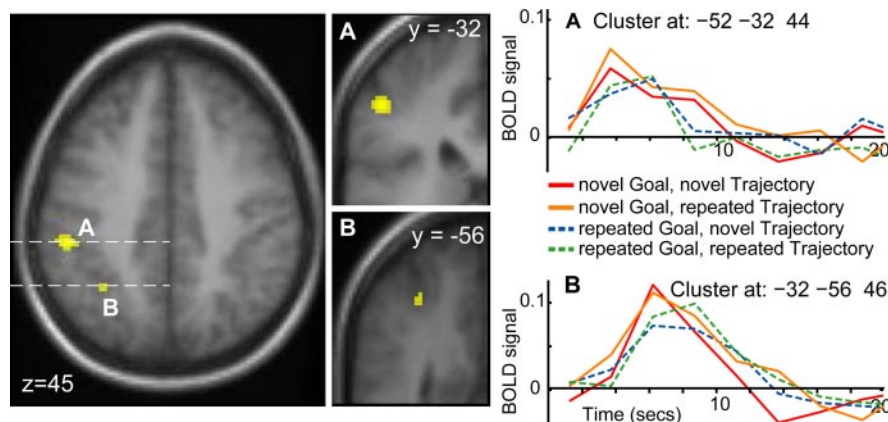 A
B
z=45
A
y = -32
B
y = -56
A Cluster at: −52 −32 44
BOLD signal
0.1
0
10
20
novel Goal, novel Trajectory
novel Goal, repeated Trajectory
repeated Goal, novel Trajectory
repeated Goal, repeated Trajectory
B Cluster at: −32 −56 46
BOLD signal
0.1
0
Time (secs)
10
20